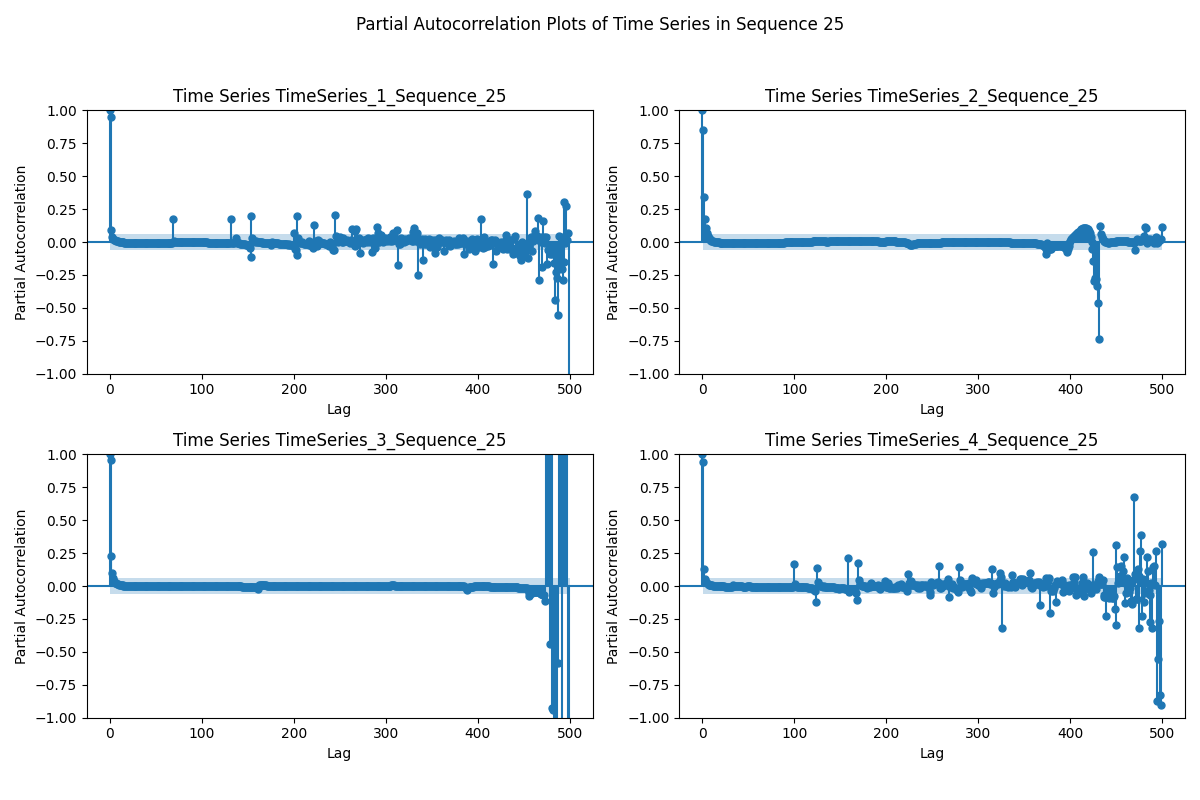 Partial Autocorrelation Plots of Time Series in Sequence 25
Time Series TimeSeries_1_Sequence_25
1.00
0.75
0.50
0.25
0.00
−0.25
−0.50
−0.75
−1.00
Partial Autocorrelation
0 100 200 300 400 500
Lag
Time Series TimeSeries_2_Sequence_25
1.00
0.75
0.50
0.25
0.00
−0.25
−0.50
−0.75
−1.00
Partial Autocorrelation
0 100 200 300 400 500
Lag
Time Series TimeSeries_3_Sequence_25
1.00
0.75
0.50
0.25
0.00
−0.25
−0.50
−0.75
−1.00
Partial Autocorrelation
0 100 200 300 400 500
Lag
Time Series TimeSeries_4_Sequence_25
1.00
0.75
0.50
0.25
0.00
−0.25
−0.50
−0.75
−1.00
Partial Autocorrelation
0 100 200 300 400 500
Lag